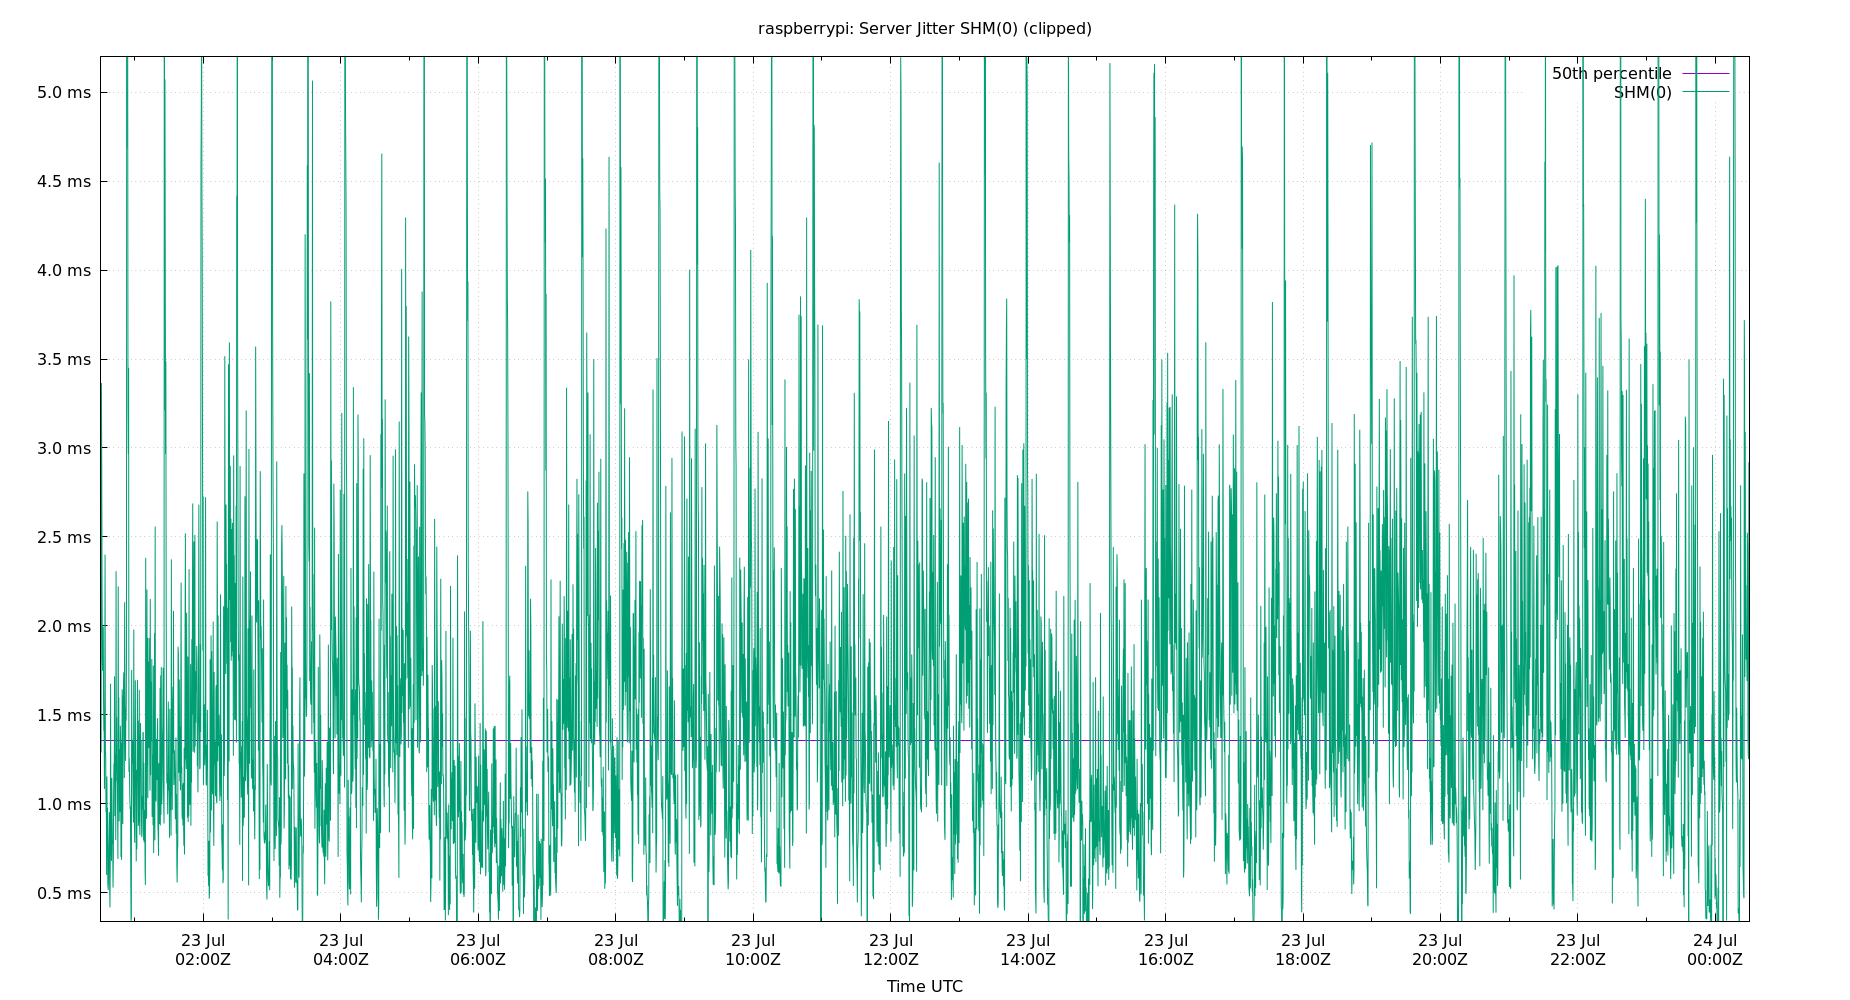 raspberrypi: Server Jitter SHM(0) (clipped)
50th percentile
SHM(0)
5.0 ms
4.5 ms
4.0 ms
3.5 ms
3.0 ms
2.5 ms
2.0 ms
1.5 ms
1.0 ms
0.5 ms
23 Jul 23 Jul 23 Jul 23 Jul 23 Jul 23 Jul 23 Jul 23 Jul 23 Jul 23 Jul 23 Jul 24 Jul
02:00Z 04:00Z 06:00Z 08:00Z 10:00Z 12:00Z 14:00Z 16:00Z 18:00Z 20:00Z 22:00Z 00:00Z
Time UTC